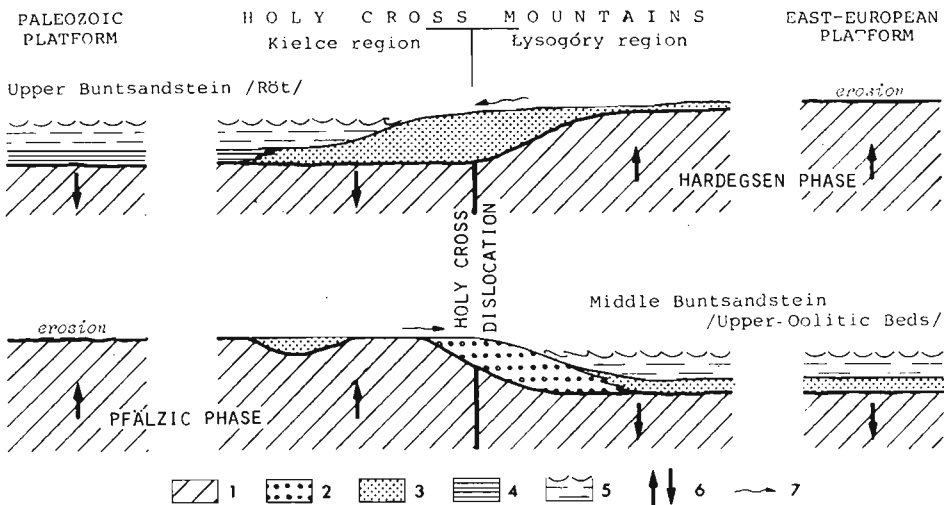 PALEOZOIC
PLATFORM
HOLY CROSS MOUNTAINS
Kielce region
Łysogóry region
EAST-EUROPEAN
PLATFORM
Upper Buntsandstein /Röt/
erosion
HARDEGSEN PHASE
HOLY CROSS
DISLOCATION
Middle Buntsandstein
/Upper-Oolitic Beds/
erosion
PFÄLZIC PHASE
1 2 3 4 5 6 7